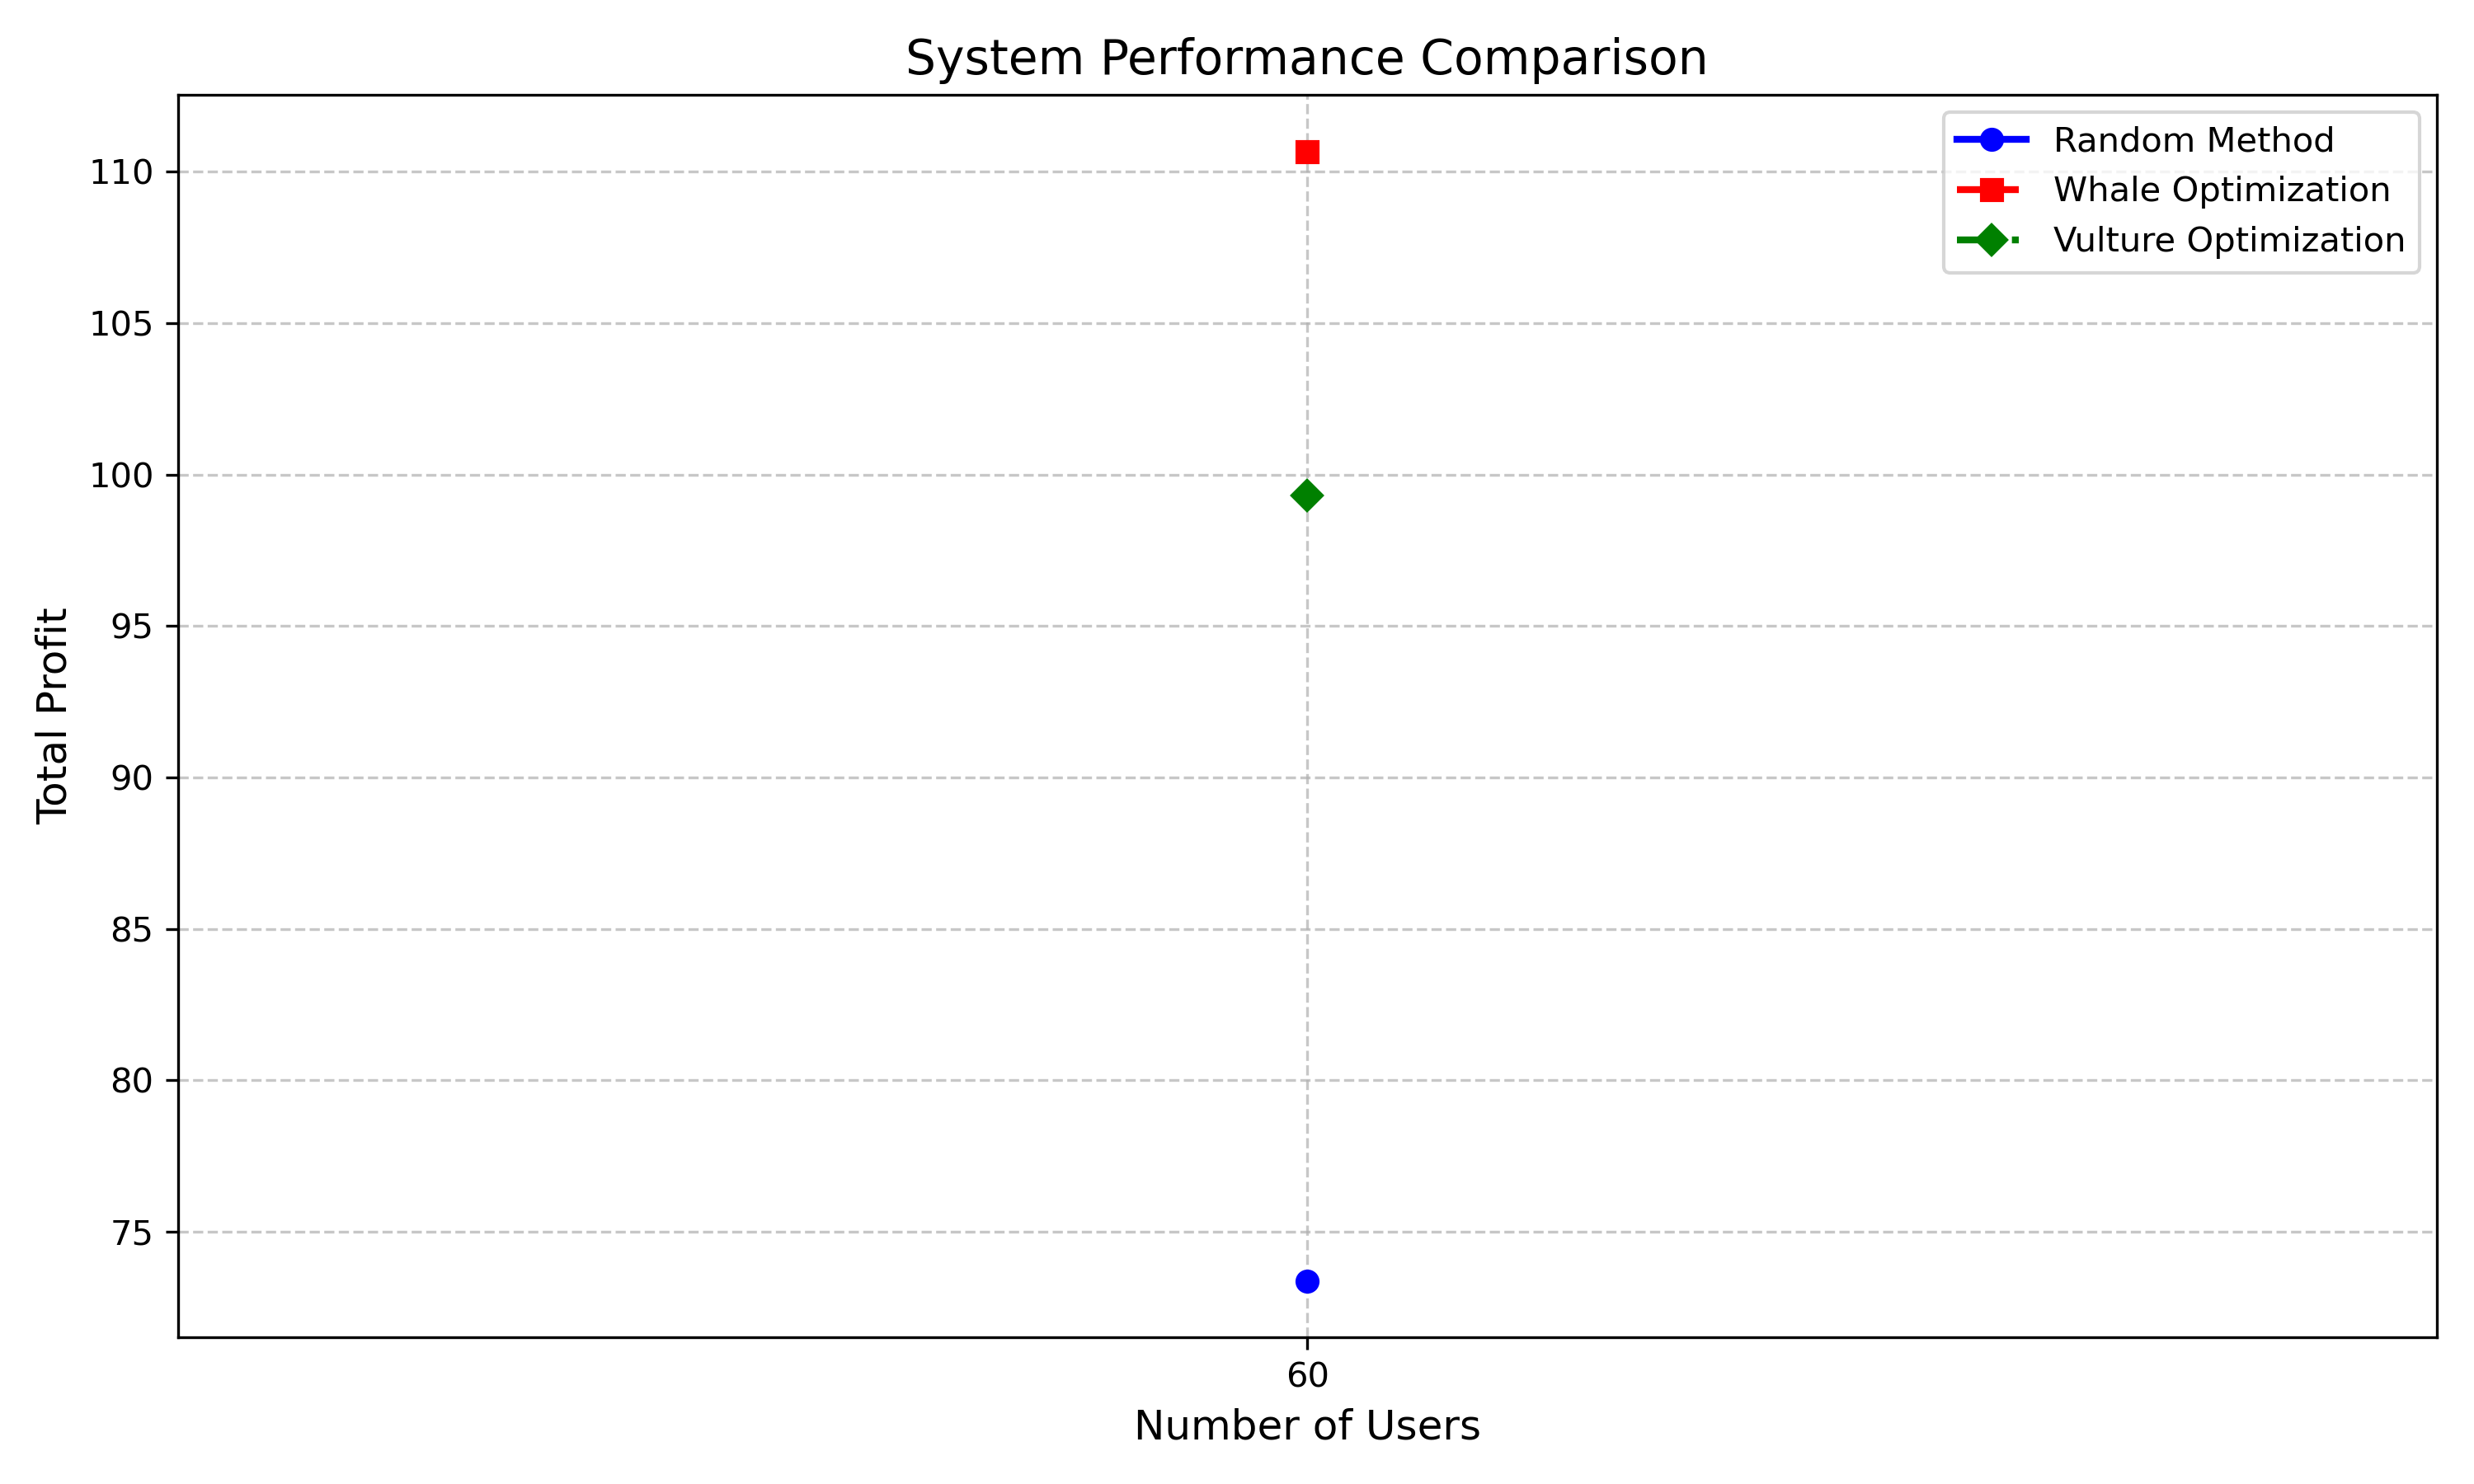 System Performance Comparison
Random Method
Whale Optimization
Vulture Optimization
Total Profit
110
105
100
95
90
85
80
75
60
Number of Users